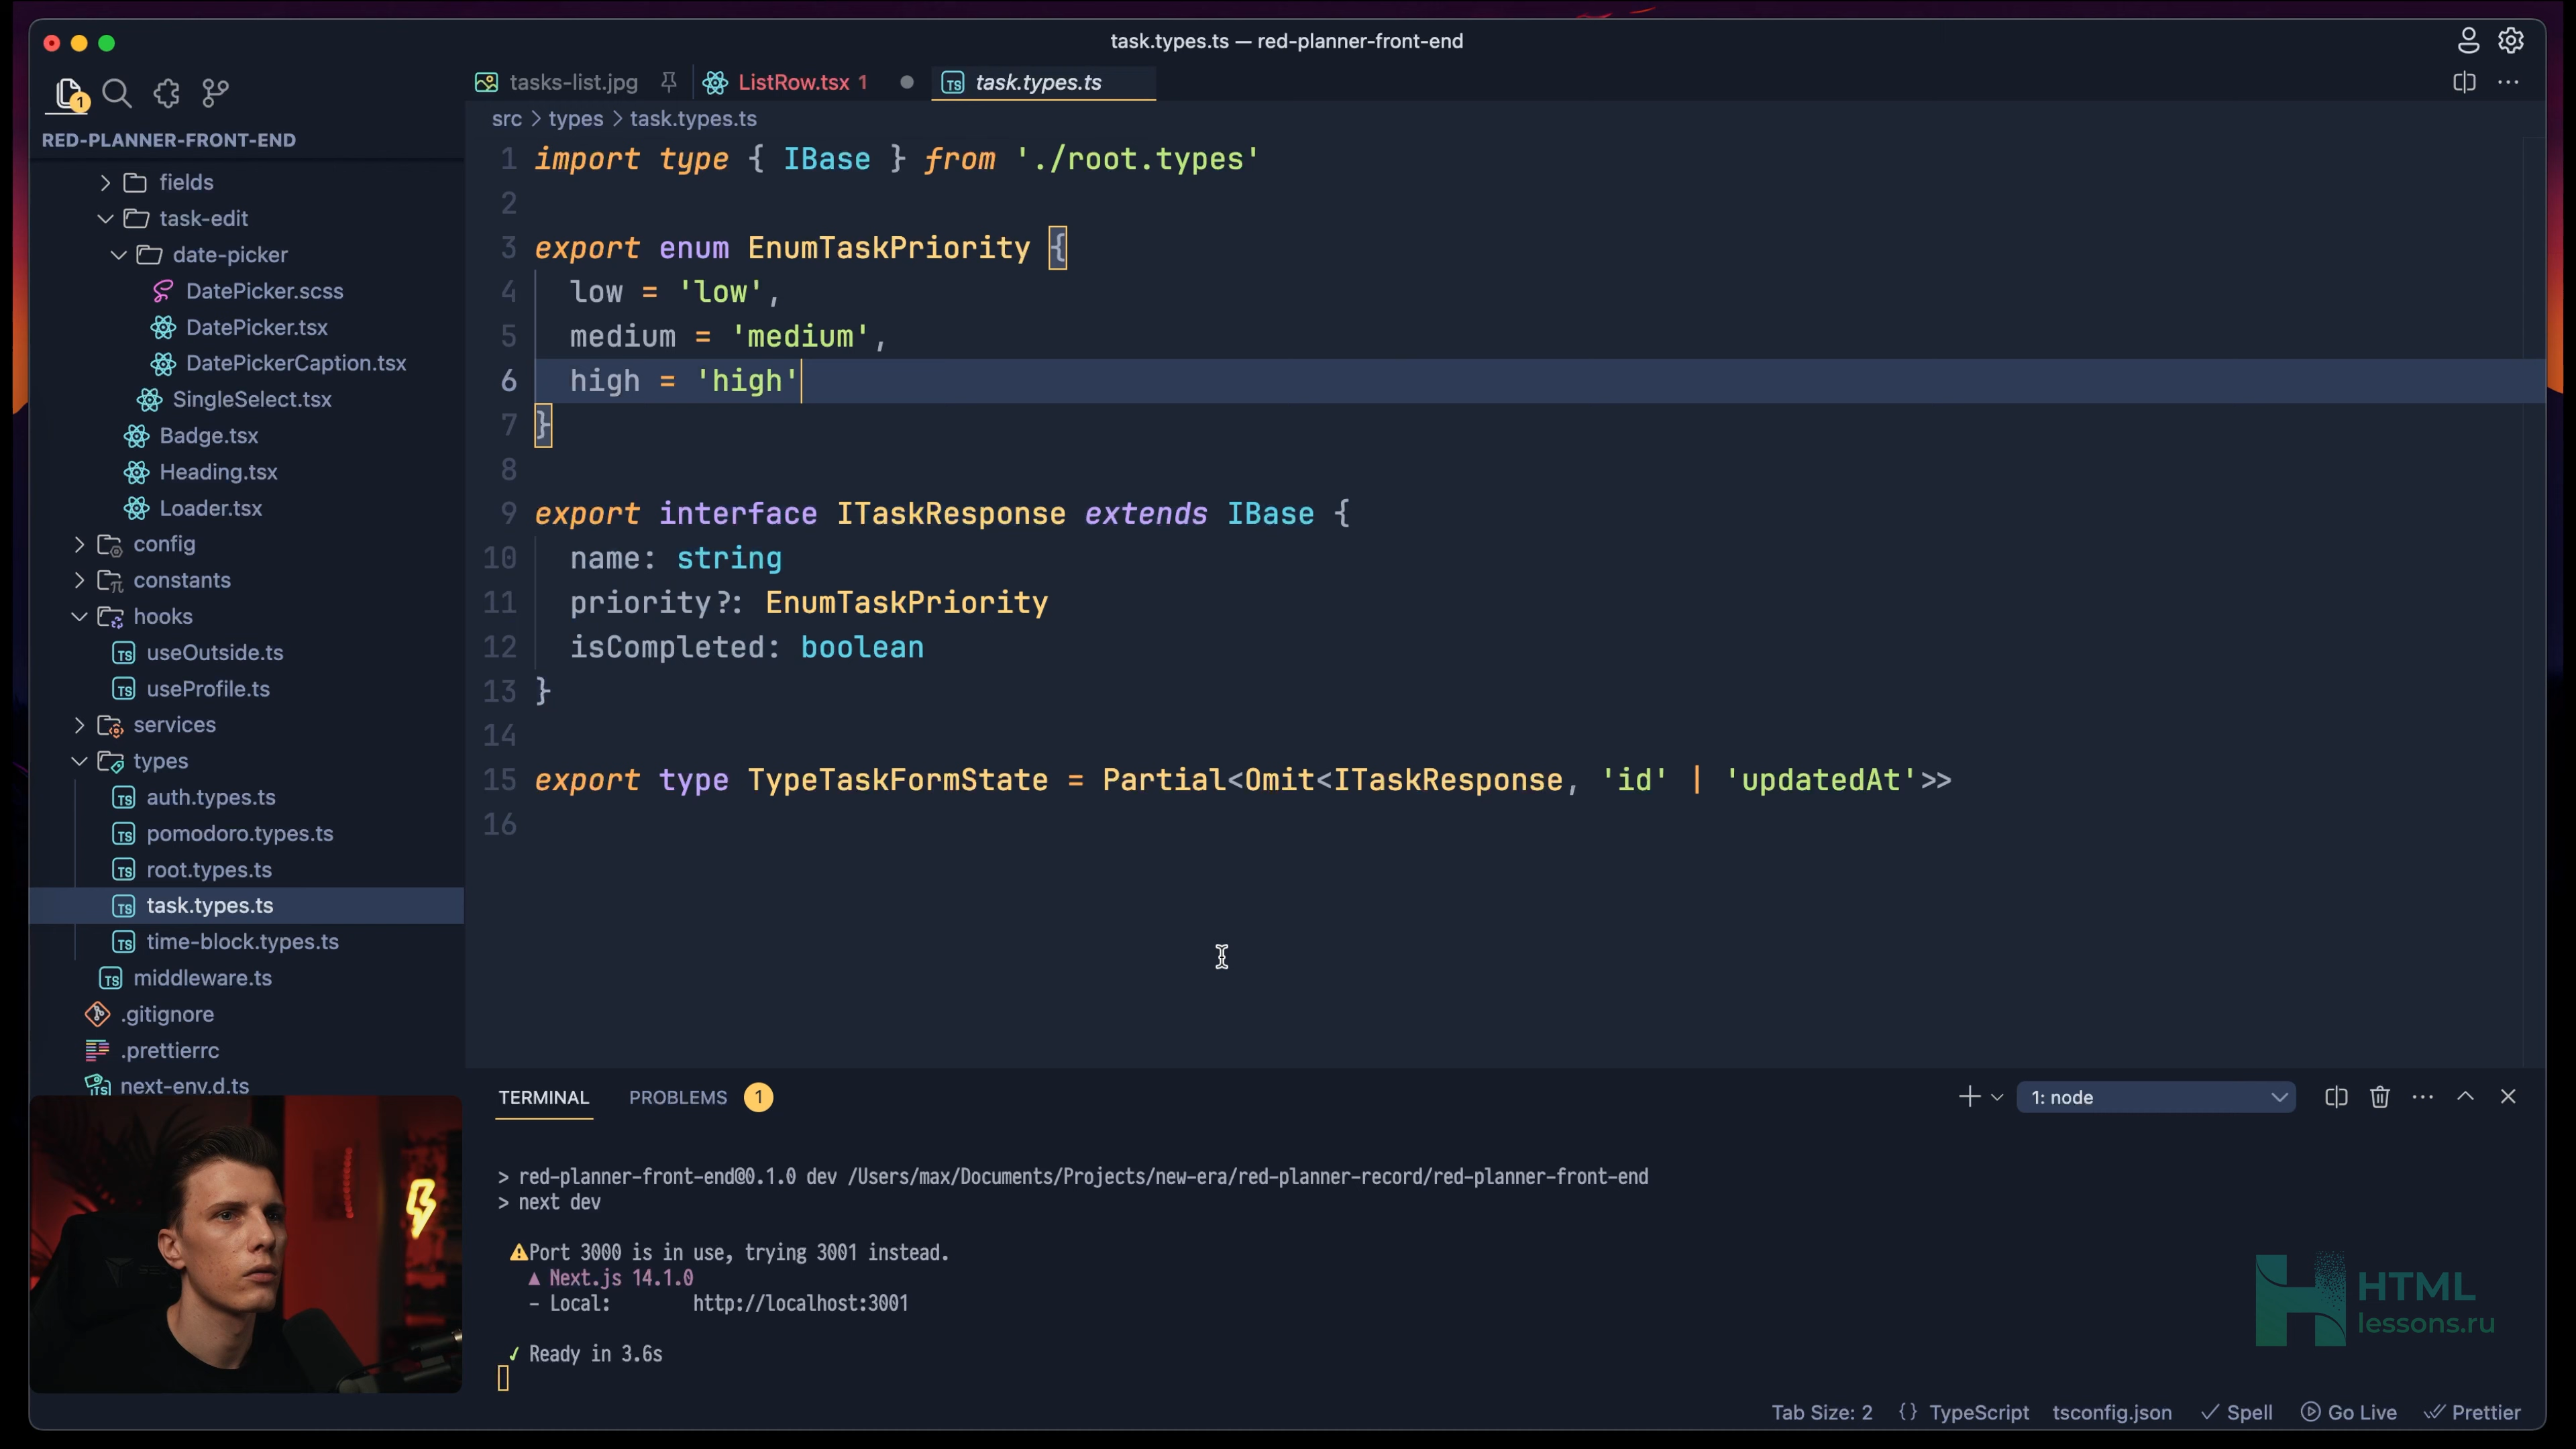 task.types.ts — red-planner-front-end
1
tasks-list.jpg
ListRow.tsx 1
task.types.ts
RED-PLANNER-FRONT-END
src > types > task.types.ts
fields
task-edit
date-picker
DatePicker.scss
DatePicker.tsx
DatePickerCaption.tsx
SingleSelect.tsx
Badge.tsx
Heading.tsx
Loader.tsx
config
constants
hooks
useOutside.ts
useProfile.ts
services
types
auth.types.ts
pomodoro.types.ts
root.types.ts
task.types.ts
time-block.types.ts
middleware.ts
.gitignore
.prettierrc
next-env.d.ts
1 import type { IBase } from './root.types'
2
3 export enum EnumTaskPriority {
4 low = 'low',
5 medium = 'medium',
6 high = 'high'
7 }
8
9 export interface ITaskResponse extends IBase {
10 name: string
11 priority?: EnumTaskPriority
12 isCompleted: boolean
13 }
14
15 export type TypeTaskFormState = Partial<Omit<ITaskResponse, 'id' | 'updatedAt'>>
16
TERMINAL PROBLEMS 1
1: node
> red-planner-front-end@0.1.0 dev /Users/max/Documents/Projects/new-era/red-planner-record/red-planner-front-end
> next dev
⚠Port 3000 is in use, trying 3001 instead.
▲ Next.js 14.1.0
- Local: http://localhost:3001
✓ Ready in 3.6s
HTML
lessons.ru
Tab Size: 2 {} TypeScript tsconfig.json Spell Go Live Prettier